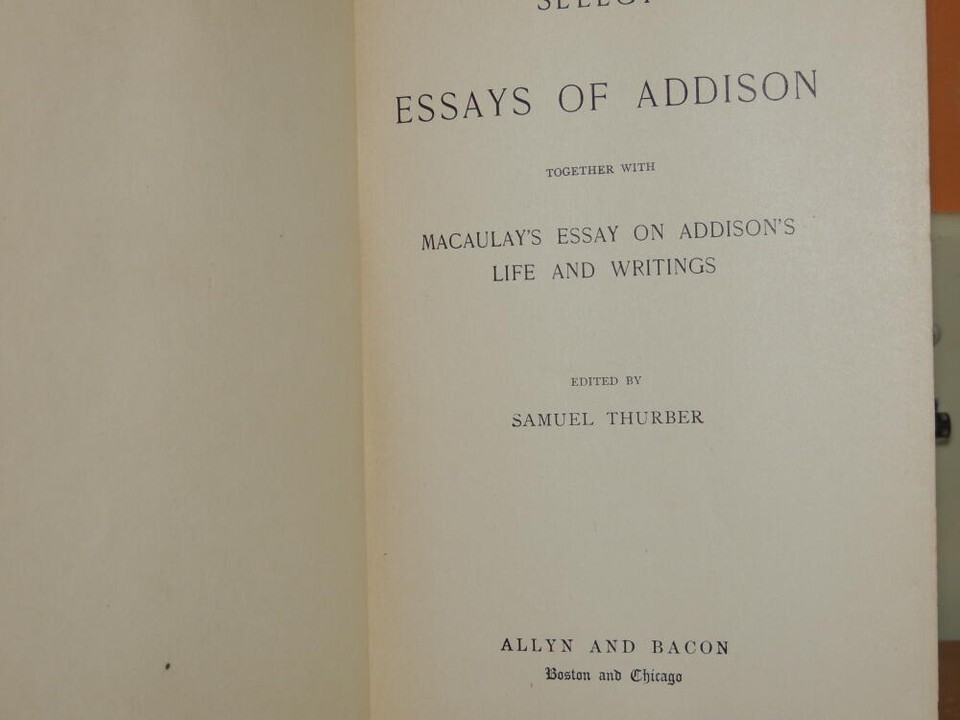 SELECT
ESSAYS OF ADDISON
TOGETHER WITH
MACAULAY'S ESSAY ON ADDISON'S
LIFE AND WRITINGS
EDITED BY
SAMUEL THURBER
ALLYN AND BACON
Boston and Chicago